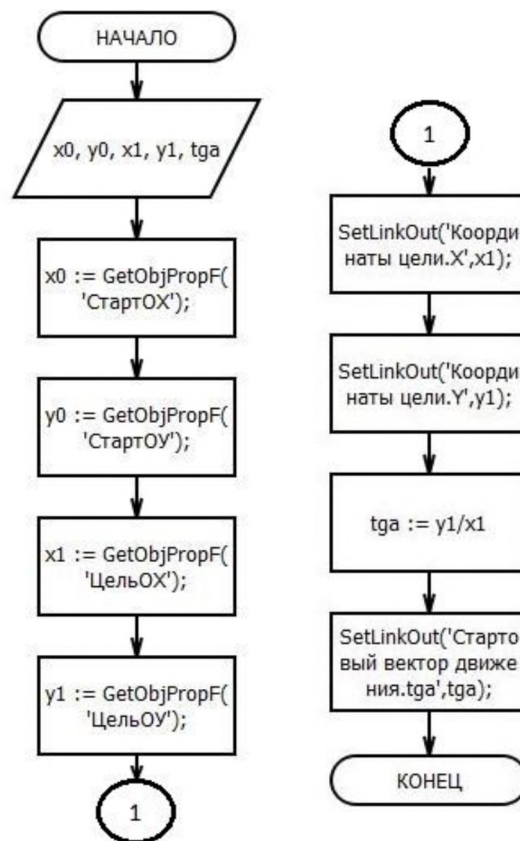 НАЧАЛО
x0, y0, x1, y1, tga
x0 := GetObjPropF(
'СтартОХ');
y0 := GetObjPropF(
'СтартОУ');
x1 := GetObjPropF(
'ЦельОХ');
y1 := GetObjPropF(
'ЦельОУ');
1
1
SetLinkOut('Коорди
наты цели.X',x1);
SetLinkOut('Коорди
наты цели.Y',y1);
tga := y1/x1
SetLinkOut('Старто
вый вектор движе
ния.tga',tga);
КОНЕЦ